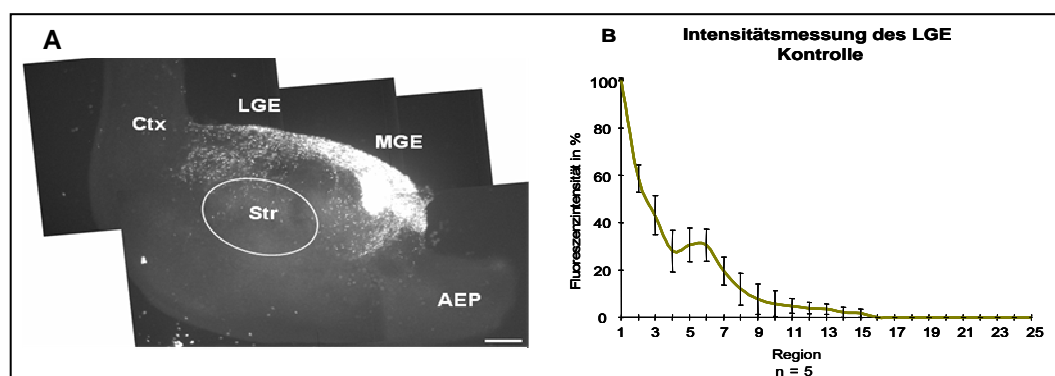 A
LGE
Ctx
MGE
Str
AEP
B
Intensitätsmessung des LGE
Kontrolle
Fluoreszenzintensität in %
100
80
60
40
20
0
1 3 5 7 9 11 13 15 17 19 21 23 25
Region
n = 5